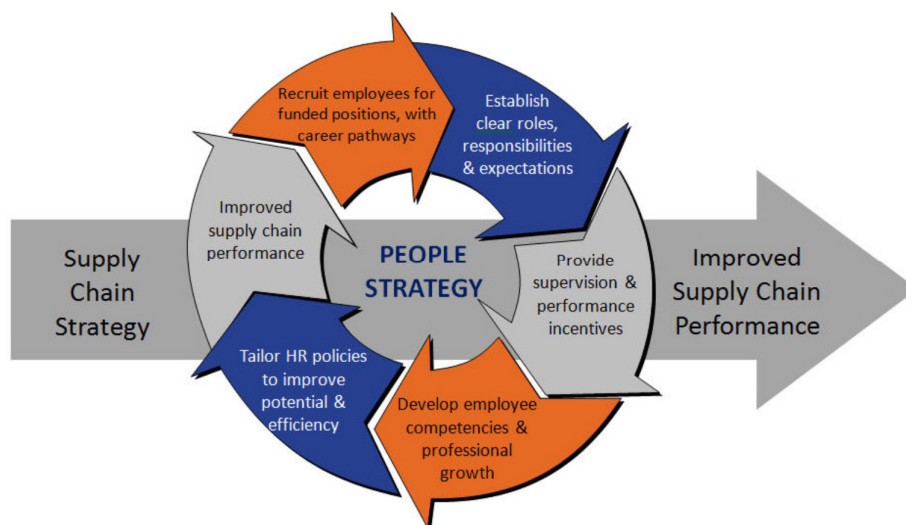 Recruit employees for
funded positions, with
career pathways
Establish
clear roles,
responsibilities
& expectations
Improved
supply chain
performance
Supply
Chain
Strategy
PEOPLE
STRATEGY
Provide
supervision &
performance
incentives
Improved
Supply Chain
Performance
Tailor HR policies
to improve
potential &
efficiency
Develop employee
competencies &
professional
growth